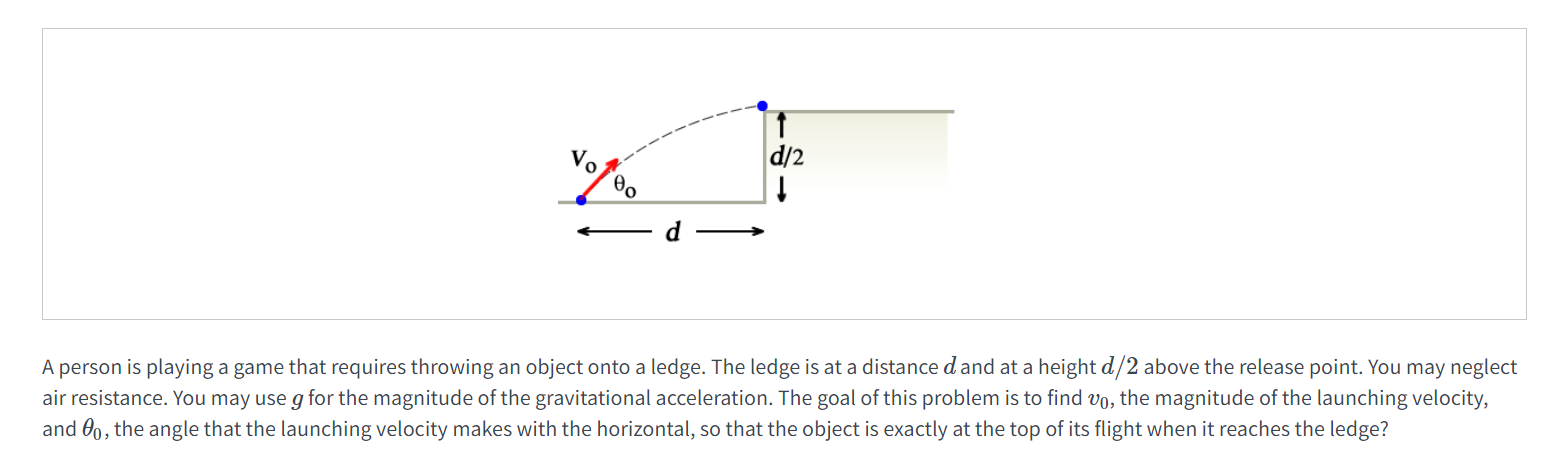 V₀
θ₀
d/2
d
A person is playing a game that requires throwing an object onto a ledge. The ledge is at a distance d and at a height d/2 above the release point. You may neglect
air resistance. You may use g for the magnitude of the gravitational acceleration. The goal of this problem is to find v₀, the magnitude of the launching velocity,
and θ₀, the angle that the launching velocity makes with the horizontal, so that the object is exactly at the top of its flight when it reaches the ledge?